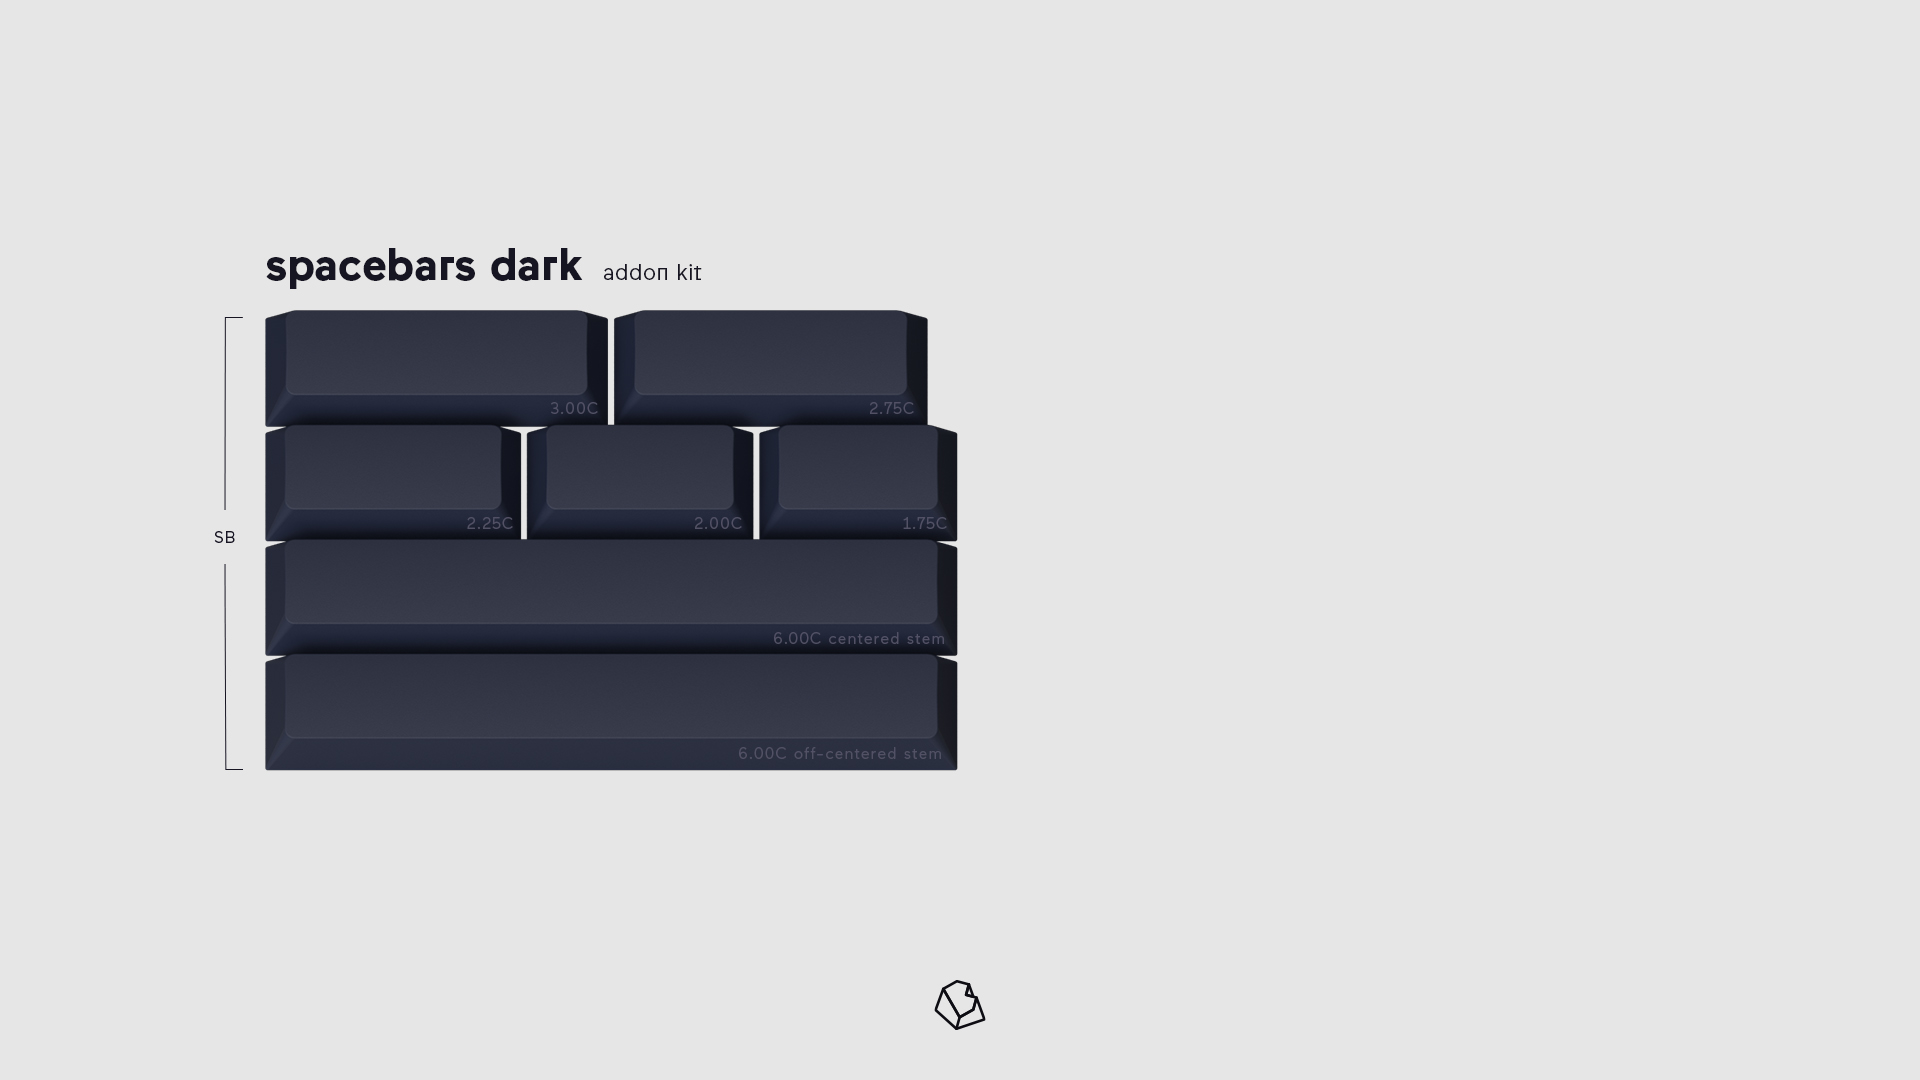 spacebars dark addon kit
3.00C 2.75C
2.25C 2.00C 1.75C
SB
6.00C centered stem
6.00C off-centered stem